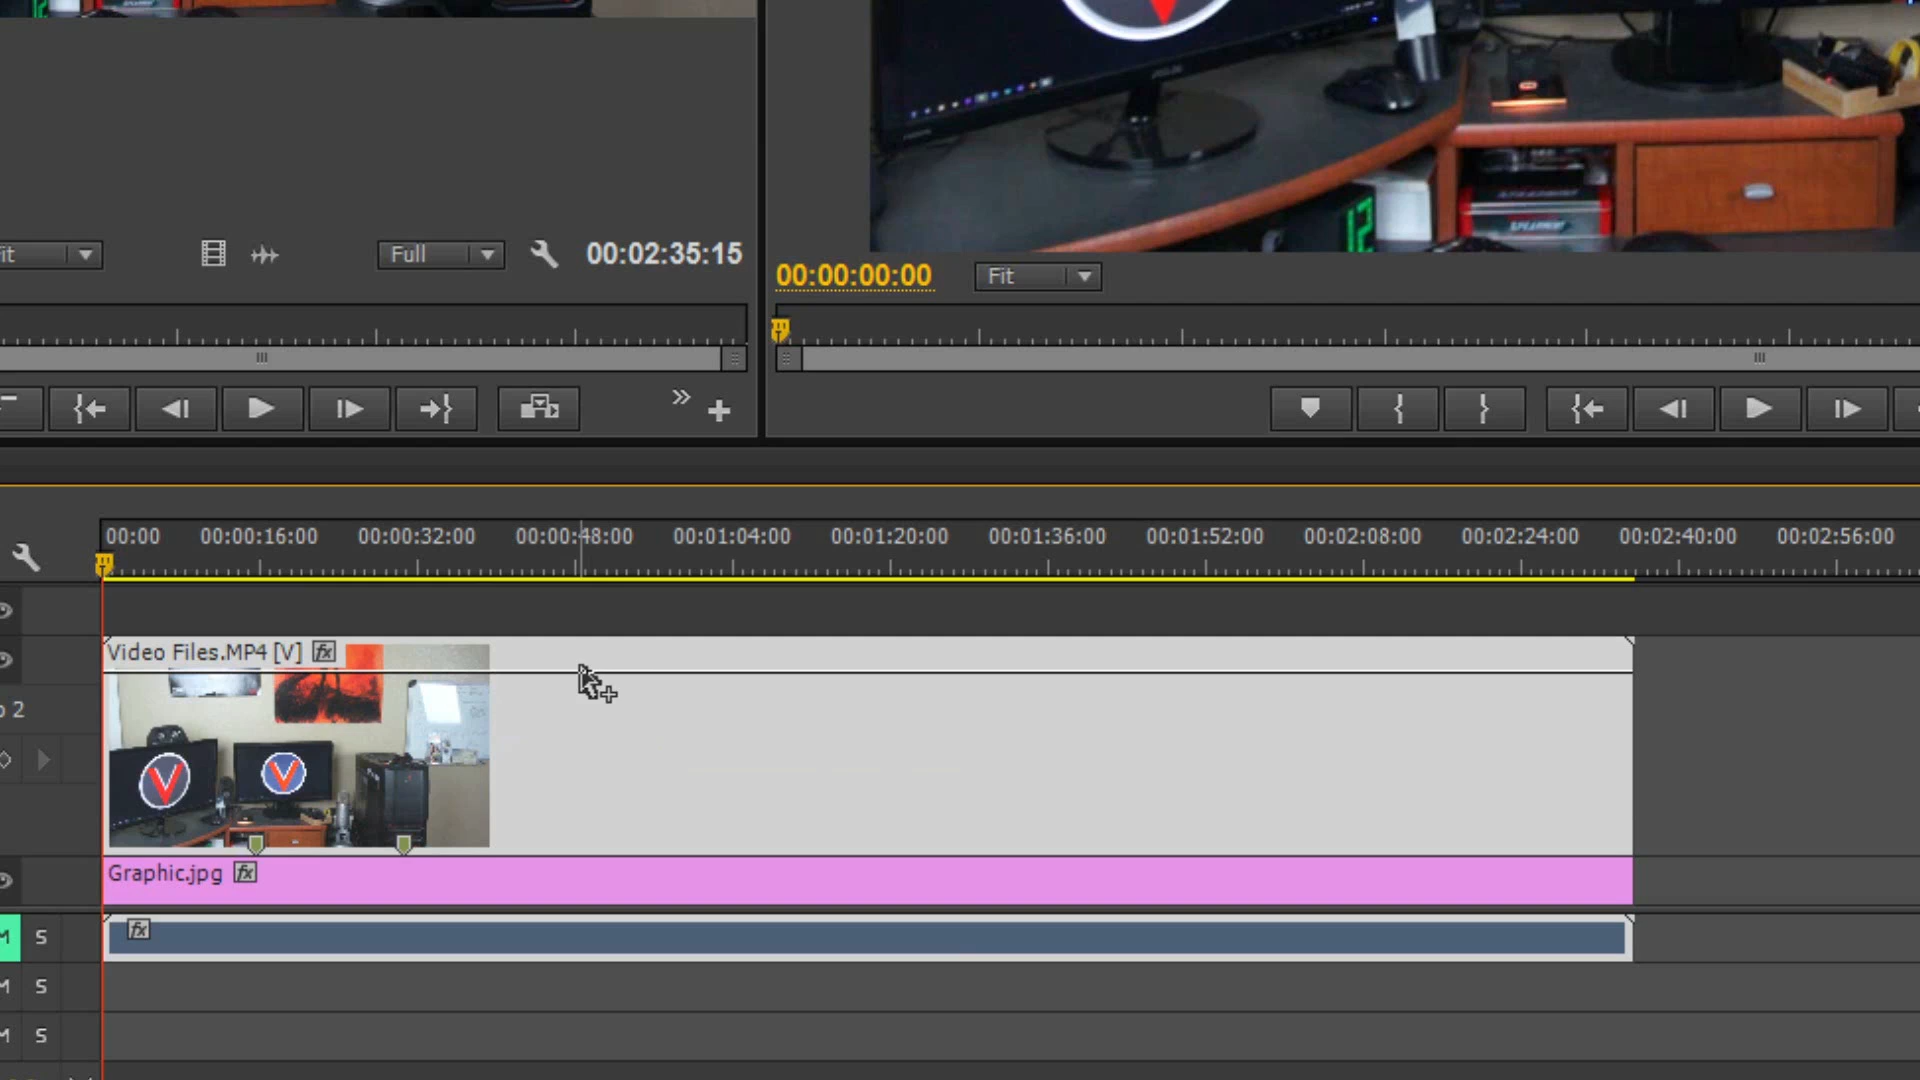 it
Full
00:02:35:15
00:00:00:00
Fit
00:00
00:00:16:00
00:00:32:00
00:00:48:00
00:01:04:00
00:01:20:00
00:01:36:00
00:01:52:00
00:02:08:00
00:02:24:00
00:02:40:00
00:02:56:00
Video Files.MP4 [V] fx
V
V
o 2
Graphic.jpg fx
M S
fx
M S
M S